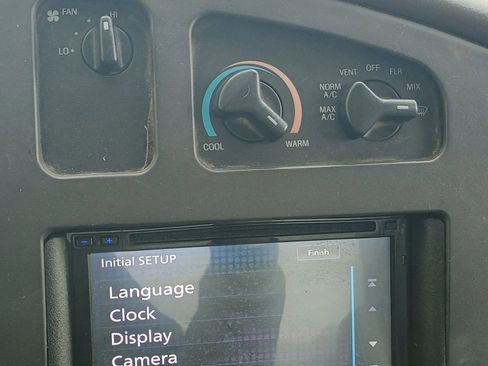 FAN
HI
LO
COOL
WARM
MAX
A/C
NORM
A/C
VENT
OFF
FLR
MIX
- +
Initial SETUP
Finish
Language
Clock
Display
Camera